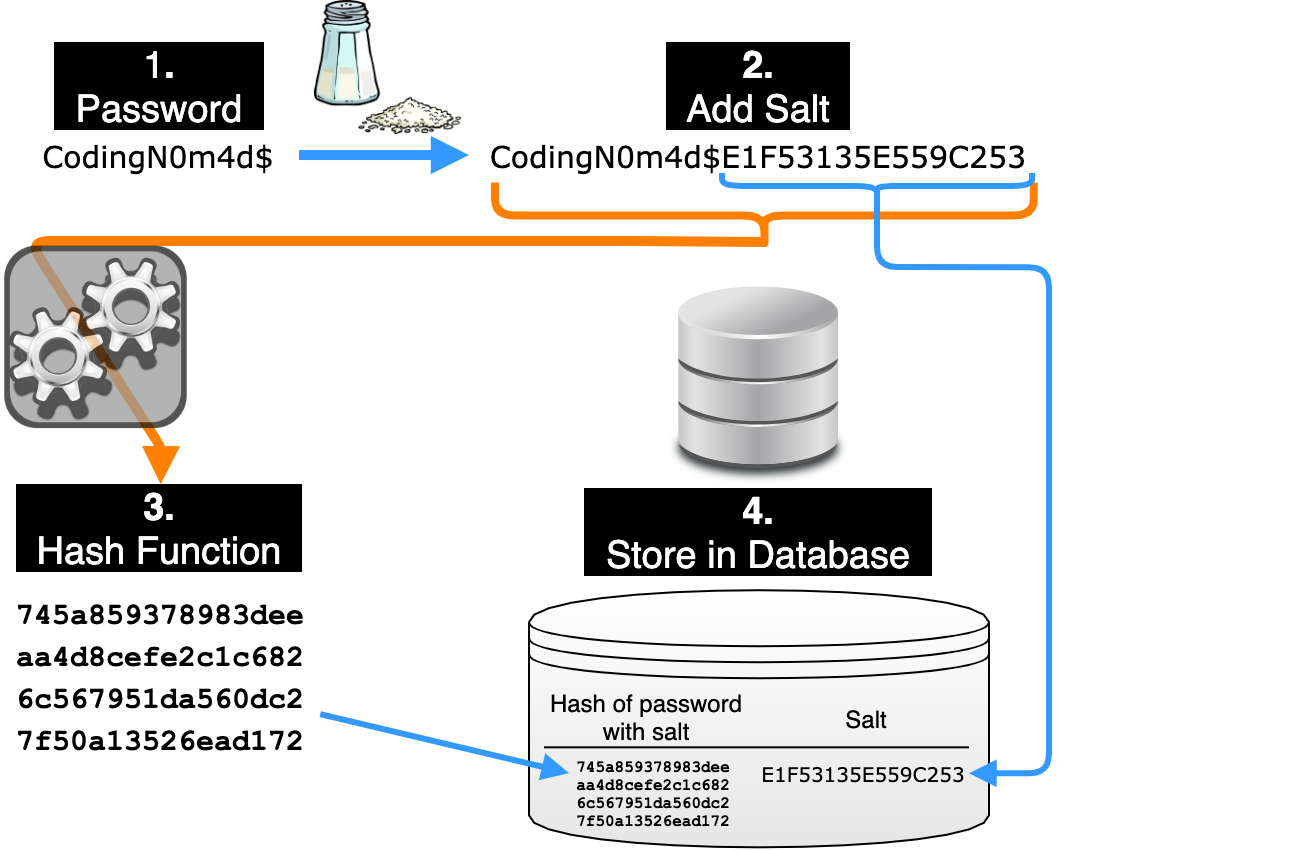 1.
Password
CodingN0m4d$
2.
Add Salt
CodingN0m4d$E1F53135E559C253
3.
Hash Function
745a859378983dee
aa4d8cefe2c1c682
6c567951da560dc2
7f50a13526ead172
4.
Store in Database
Hash of password
with salt
Salt
745a859378983dee
aa4d8cefe2c1c682
6c567951da560dc2
7f50a13526ead172
E1F53135E559C253